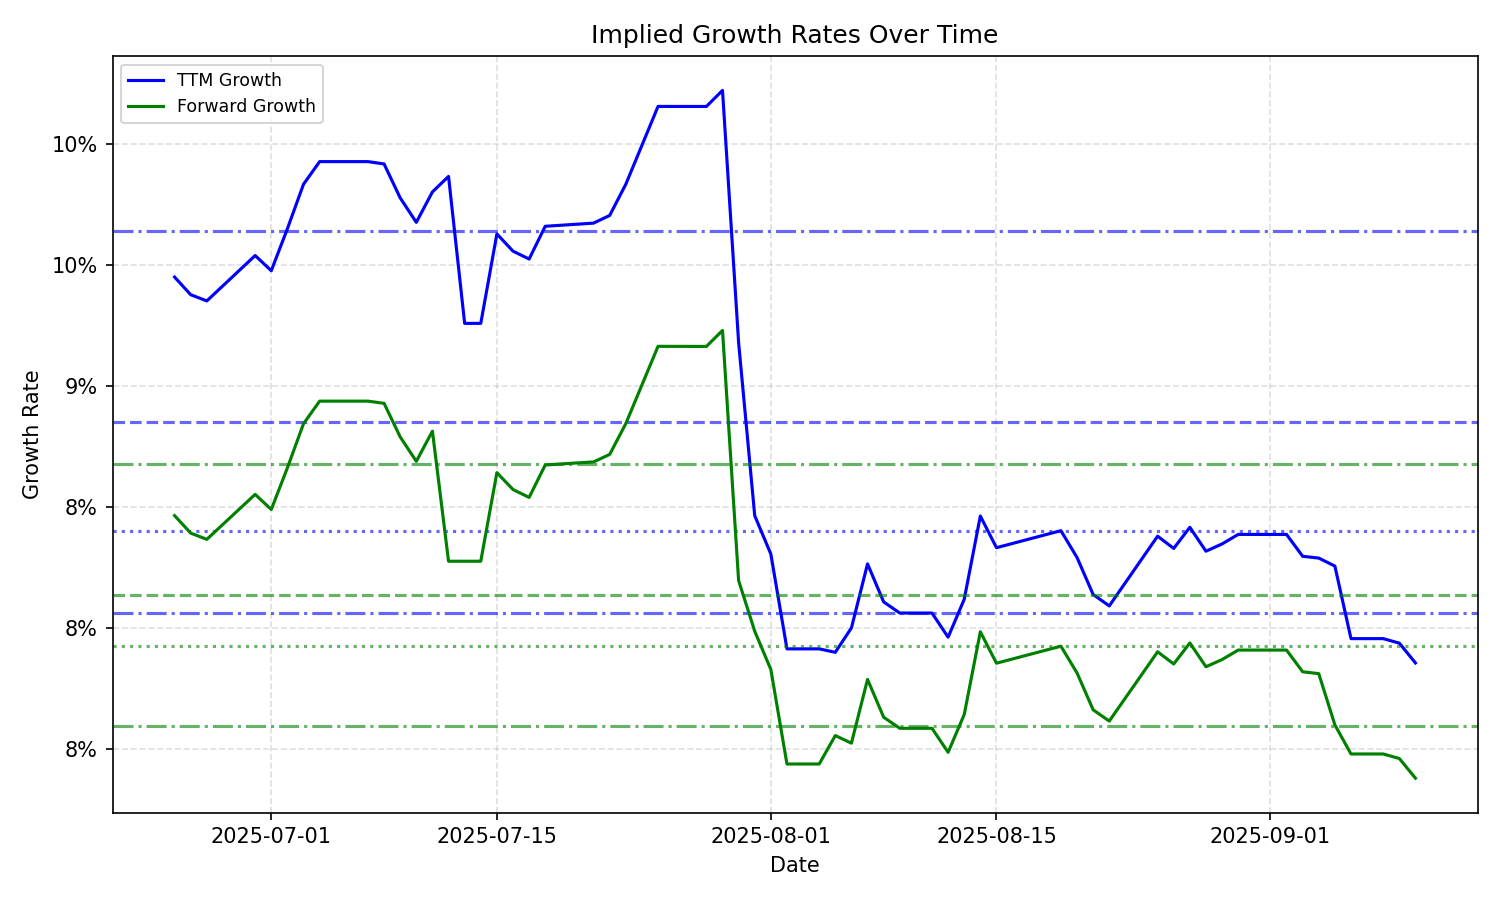 Implied Growth Rates Over Time
TTM Growth
Forward Growth
10%
10%
9%
8%
8%
8%
Growth Rate
2025-07-01
2025-07-15
2025-08-01
2025-08-15
2025-09-01
Date